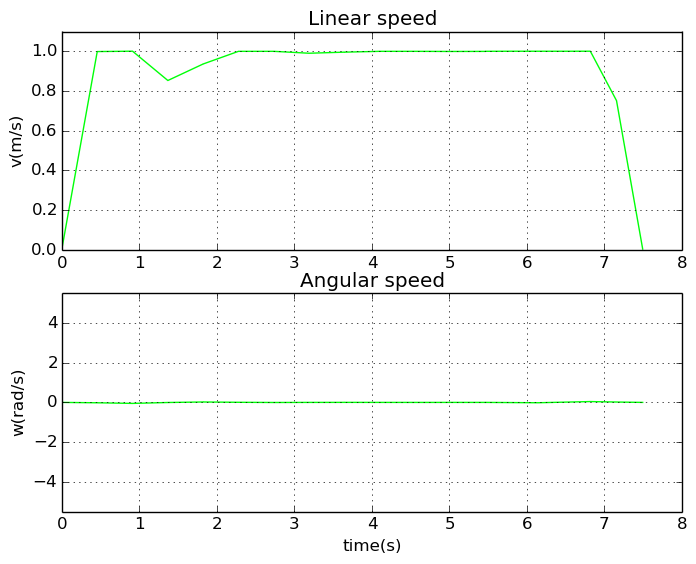 Linear speed
1.0
0.8
0.6
0.4
0.2
0.0
v(m/s)
0 1 2 3 4 5 6 7 8
Angular speed
4
2
0
−2
−4
w(rad/s)
0 1 2 3 4 5 6 7 8
time(s)